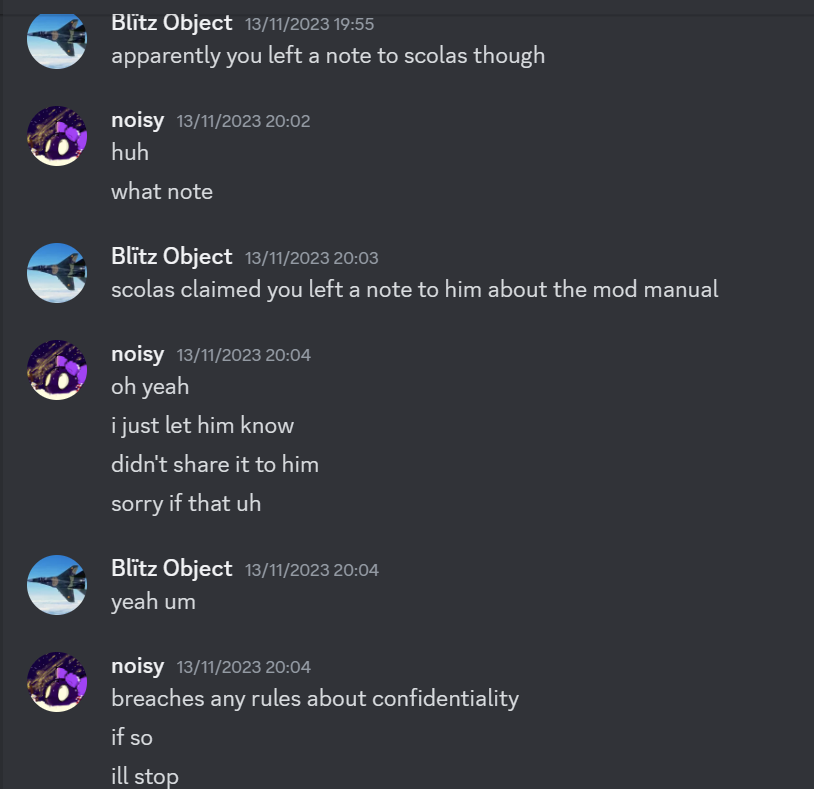 Blïtz Object 13/11/2023 19:55
apparently you left a note to scolas though
noisy 13/11/2023 20:02
huh
what note
Blïtz Object 13/11/2023 20:03
scolas claimed you left a note to him about the mod manual
noisy 13/11/2023 20:04
oh yeah
i just let him know
didn't share it to him
sorry if that uh
Blïtz Object 13/11/2023 20:04
yeah um
noisy 13/11/2023 20:04
breaches any rules about confidentiality
if so
ill stop